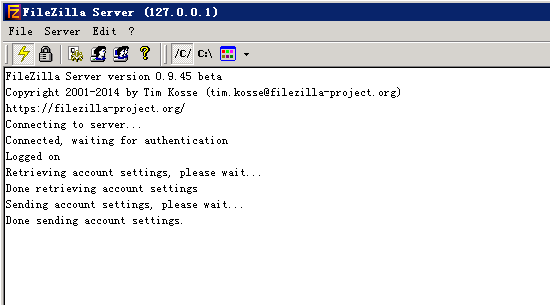 FileZilla Server (127.0.0.1)
File Server Edit ?
/C/ C:\
FileZilla Server version 0.9.45 beta
Copyright 2001-2014 by Tim Kosse (tim.kosse@filezilla-project.org)
https://filezilla-project.org/
Connecting to server...
Connected, waiting for authentication
Logged on
Retrieving account settings, please wait...
Done retrieving account settings
Sending account settings, please wait...
Done sending account settings.